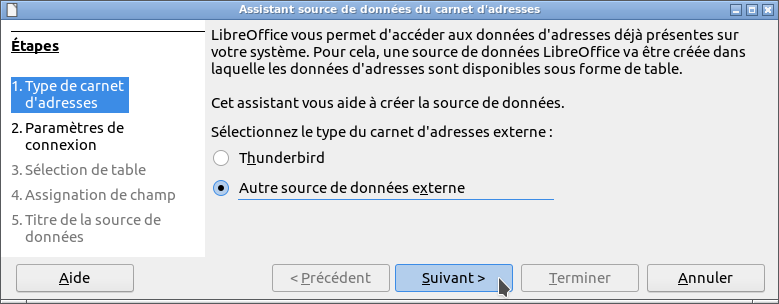 Assistant source de données du carnet d'adresses
Étapes
1. Type de carnet
d'adresses
2. Paramètres de
connexion
3. Sélection de table
4. Assignation de champ
5. Titre de la source de
données
LibreOffice vous permet d'accéder aux données d'adresses déjà présentes sur
votre système. Pour cela, une source de données LibreOffice va être créée dans
laquelle les données d'adresses sont disponibles sous forme de table.
Cet assistant vous aide à créer la source de données.
Sélectionnez le type du carnet d'adresses externe :
Thunderbird
Autre source de données externe
Aide
< Précédent
Suivant >
Terminer
Annuler